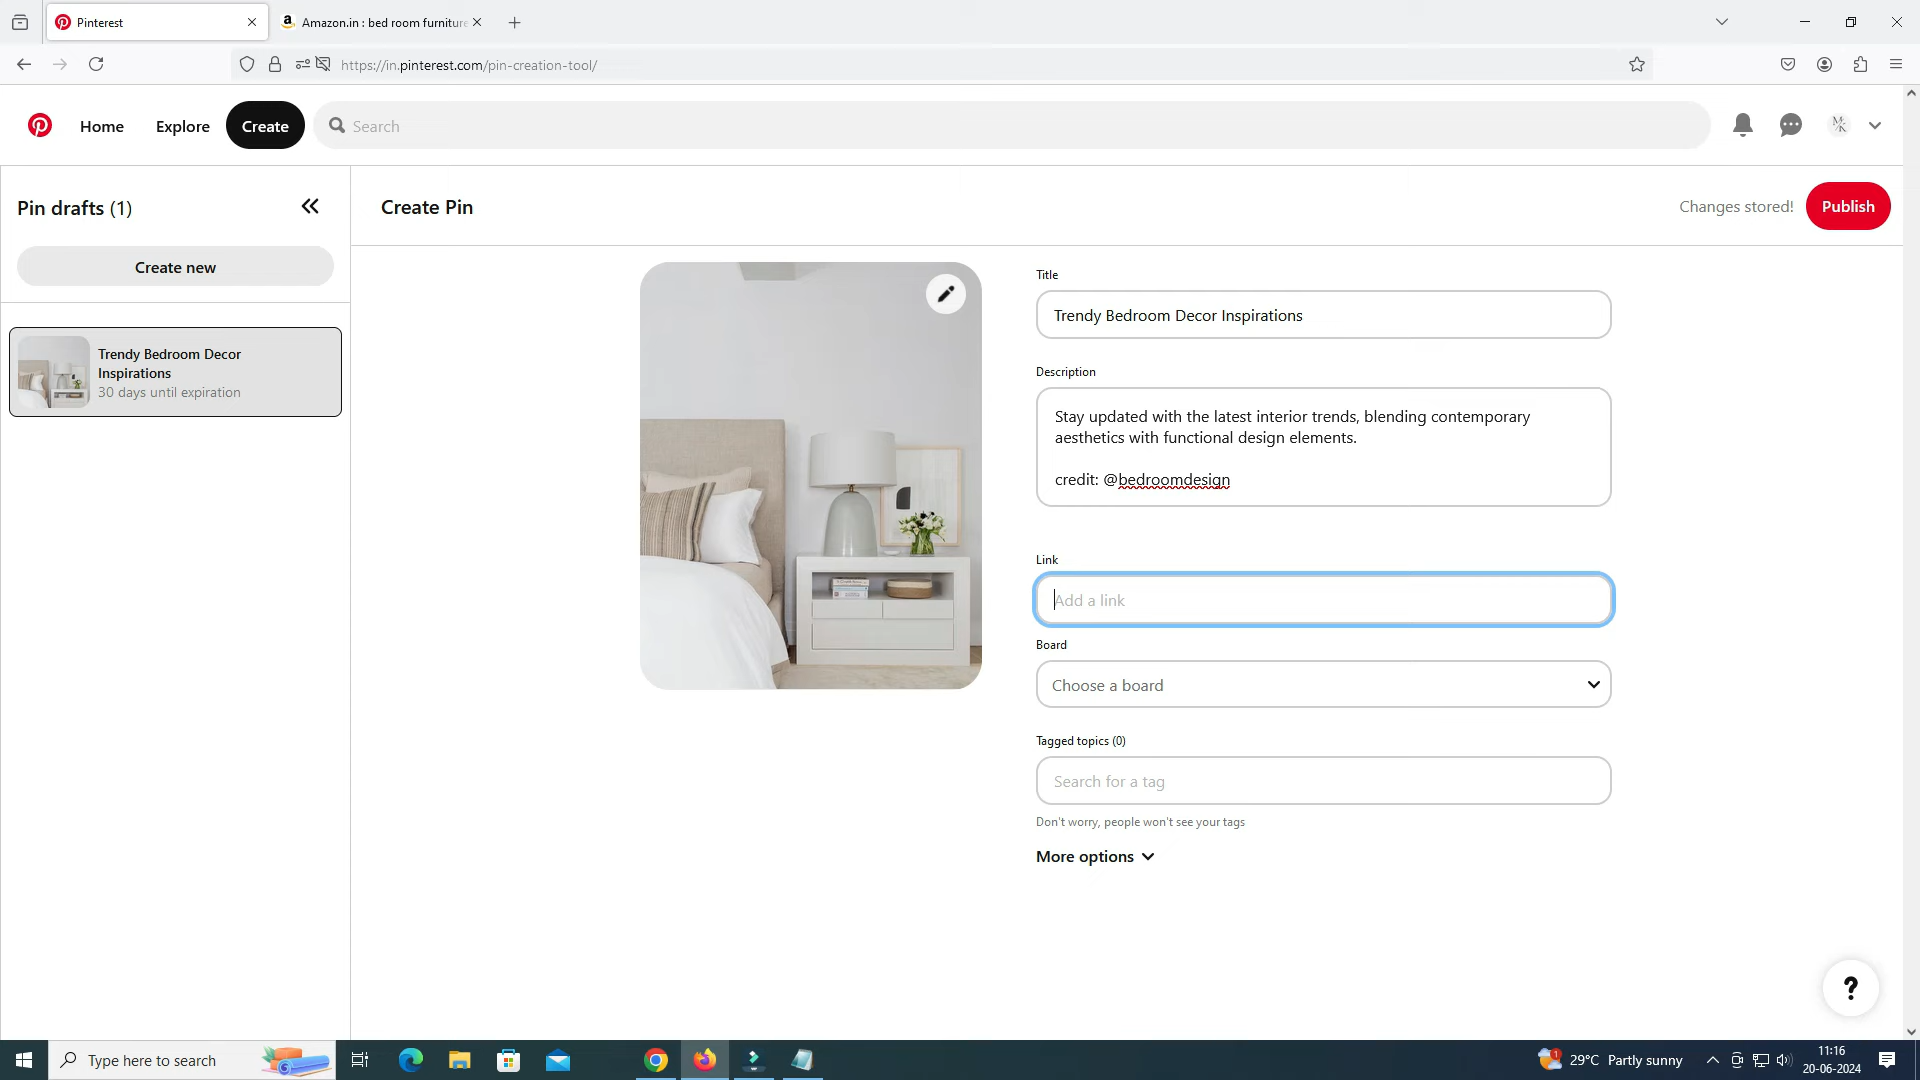 Pinterest
Amazon.in : bed room furniture
https://in.pinterest.com/pin-creation-tool/
Home
Explore
Create
Search
Pin drafts (1)
Create Pin
Changes stored!
Publish
Create new
Trendy Bedroom Decor
Inspirations
30 days until expiration
Title
Trendy Bedroom Decor Inspirations
Description
Stay updated with the latest interior trends, blending contemporary
aesthetics with functional design elements.
credit: @bedroomdesign
Link
Add a link
Board
Choose a board
Tagged topics (0)
Search for a tag
Don't worry, people won't see your tags
More options
?
Type here to search
1
29°C Partly sunny
11:16
20-06-2024